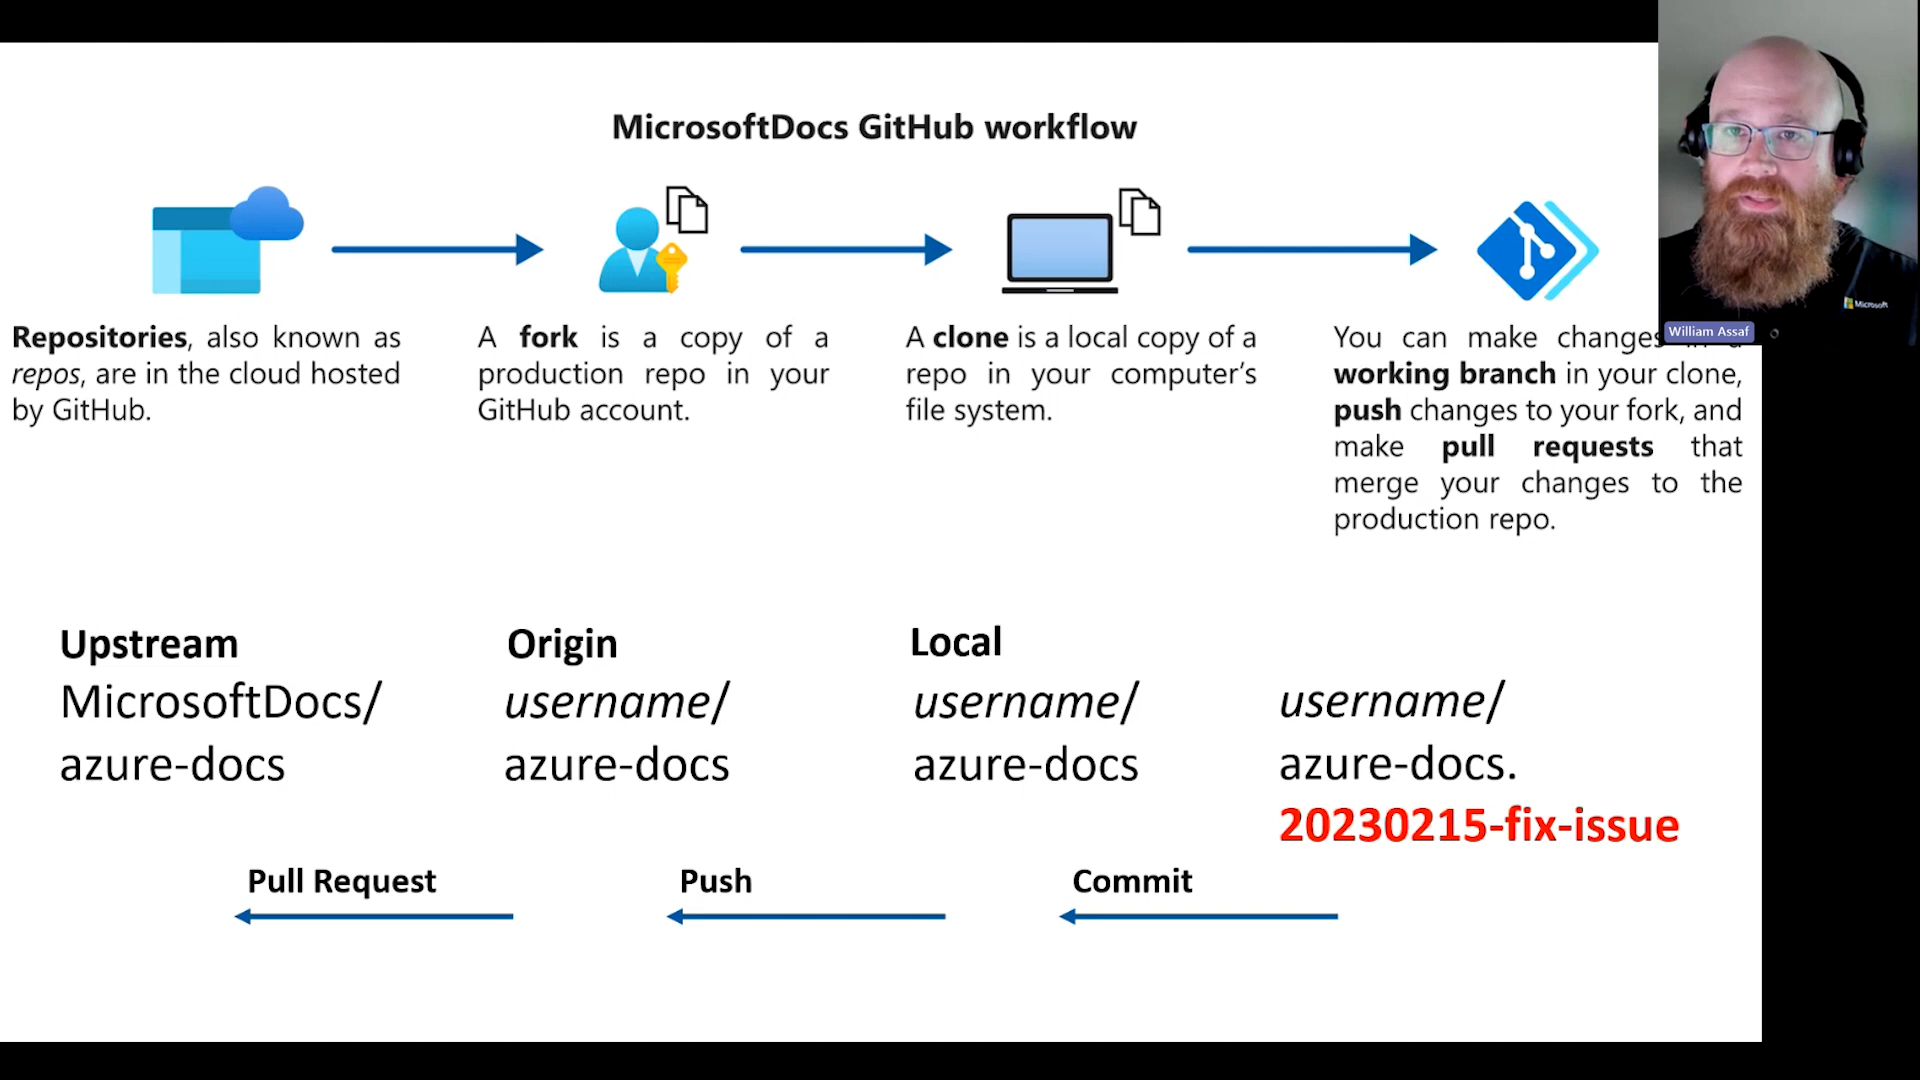 MicrosoftDocs GitHub workflow
Repositories, also known as
repos, are in the cloud hosted
by GitHub.
A fork is a copy of a
production repo in your
GitHub account.
A clone is a local copy of a
repo in your computer’s
file system.
You can make changes in a
working branch in your clone,
push changes to your fork, and
make pull requests that
merge your changes to the
production repo.
Microsoft
William Assaf
Upstream
MicrosoftDocs/
azure-docs
Origin
username/
azure-docs
Local
username/
azure-docs
username/
azure-docs.
20230215-fix-issue
Pull Request
Push
Commit